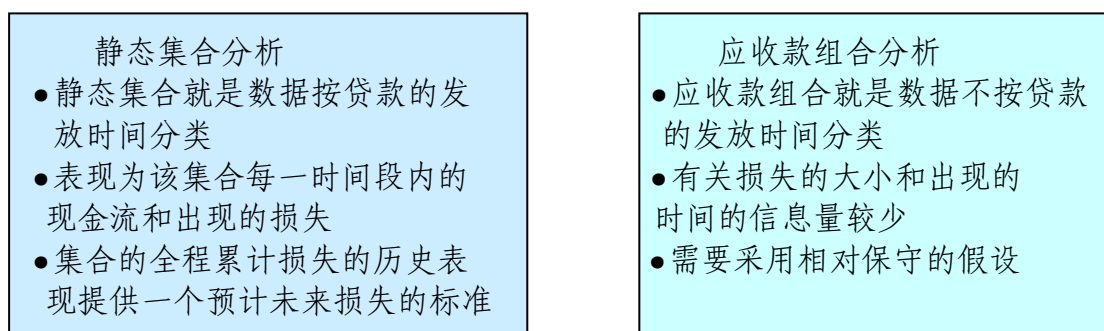 静态集合分析
●静态集合就是数据按贷款的发
放时间分类
●表现为该集合每一时间段内的
现金流和出现的损失
●集合的全程累计损失的历史表
现提供一个预计未来损失的标准
应收款组合分析
●应收款组合就是数据不按贷款
的发放时间分类
●有关损失的大小和出现的
时间的信息量较少
●需要采用相对保守的假设